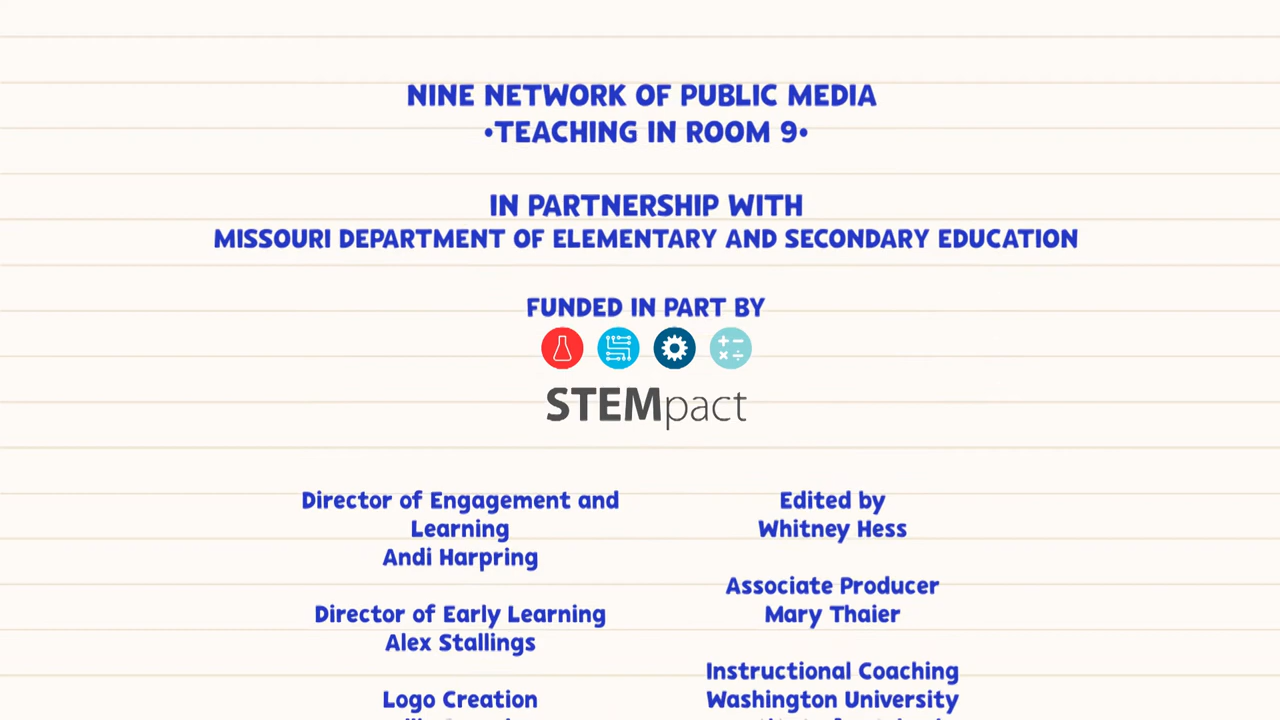 NINE NETWORK OF PUBLIC MEDIA
•TEACHING IN ROOM 9•
IN PARTNERSHIP WITH
MISSOURI DEPARTMENT OF ELEMENTARY AND SECONDARY EDUCATION
FUNDED IN PART BY
STEMpact
Director of Engagement and
Learning
Andi Harpring
Director of Early Learning
Alex Stallings
Logo Creation
Edited by
Whitney Hess
Associate Producer
Mary Thaier
Instructional Coaching
Washington University